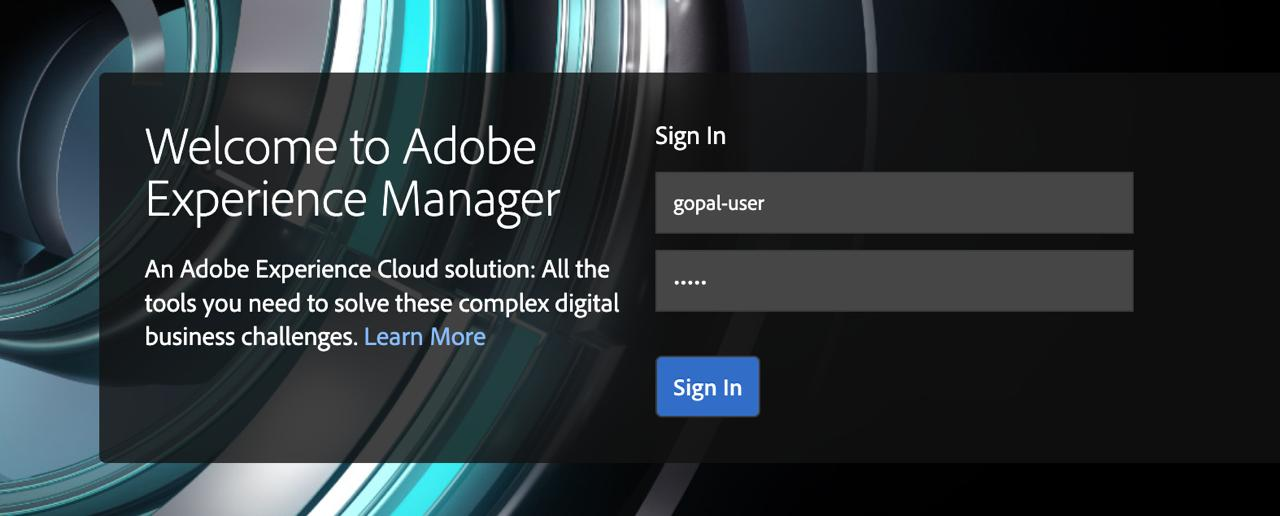 Welcome to Adobe
Experience Manager
An Adobe Experience Cloud solution: All the
tools you need to solve these complex digital
business challenges. Learn More
Sign In
gopal-user
•••••
Sign In